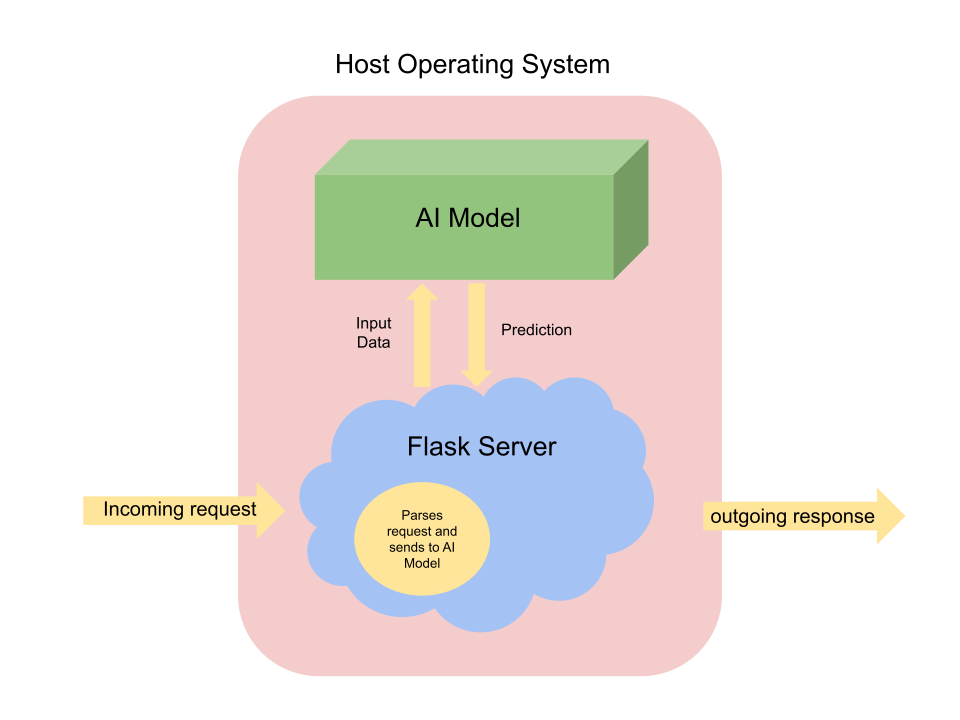 Host Operating System
AI Model
Input
Data
Prediction
Flask Server
Incoming request
Parses
request and
sends to AI
Model
outgoing response